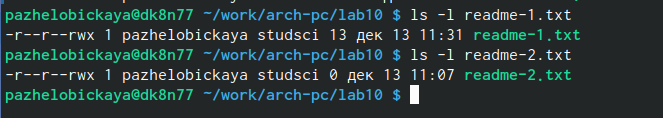 pazhelobickaya@dk8n77 ~/work/arch-pc/lab10 $ ls -l readme-1.txt
-r--r--rwx 1 pazhelobickaya studsci 13 дек 13 11:31 readme-1.txt
pazhelobickaya@dk8n77 ~/work/arch-pc/lab10 $ ls -l readme-2.txt
-r--r--rwx 1 pazhelobickaya studsci 0 дек 13 11:07 readme-2.txt
pazhelobickaya@dk8n77 ~/work/arch-pc/lab10 $